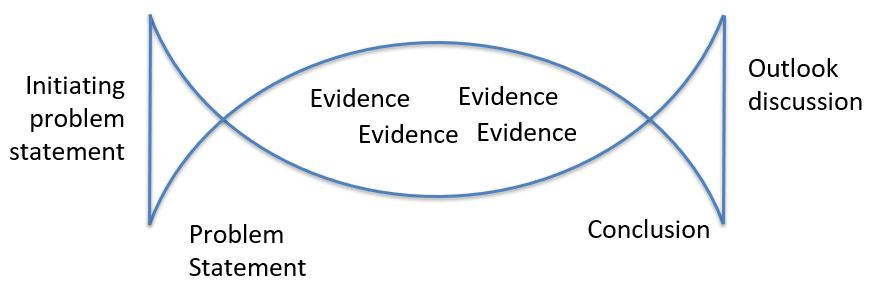 Initiating
problem
statement
Evidence
Evidence
Evidence
Evidence
Outlook
discussion
Problem
Statement
Conclusion